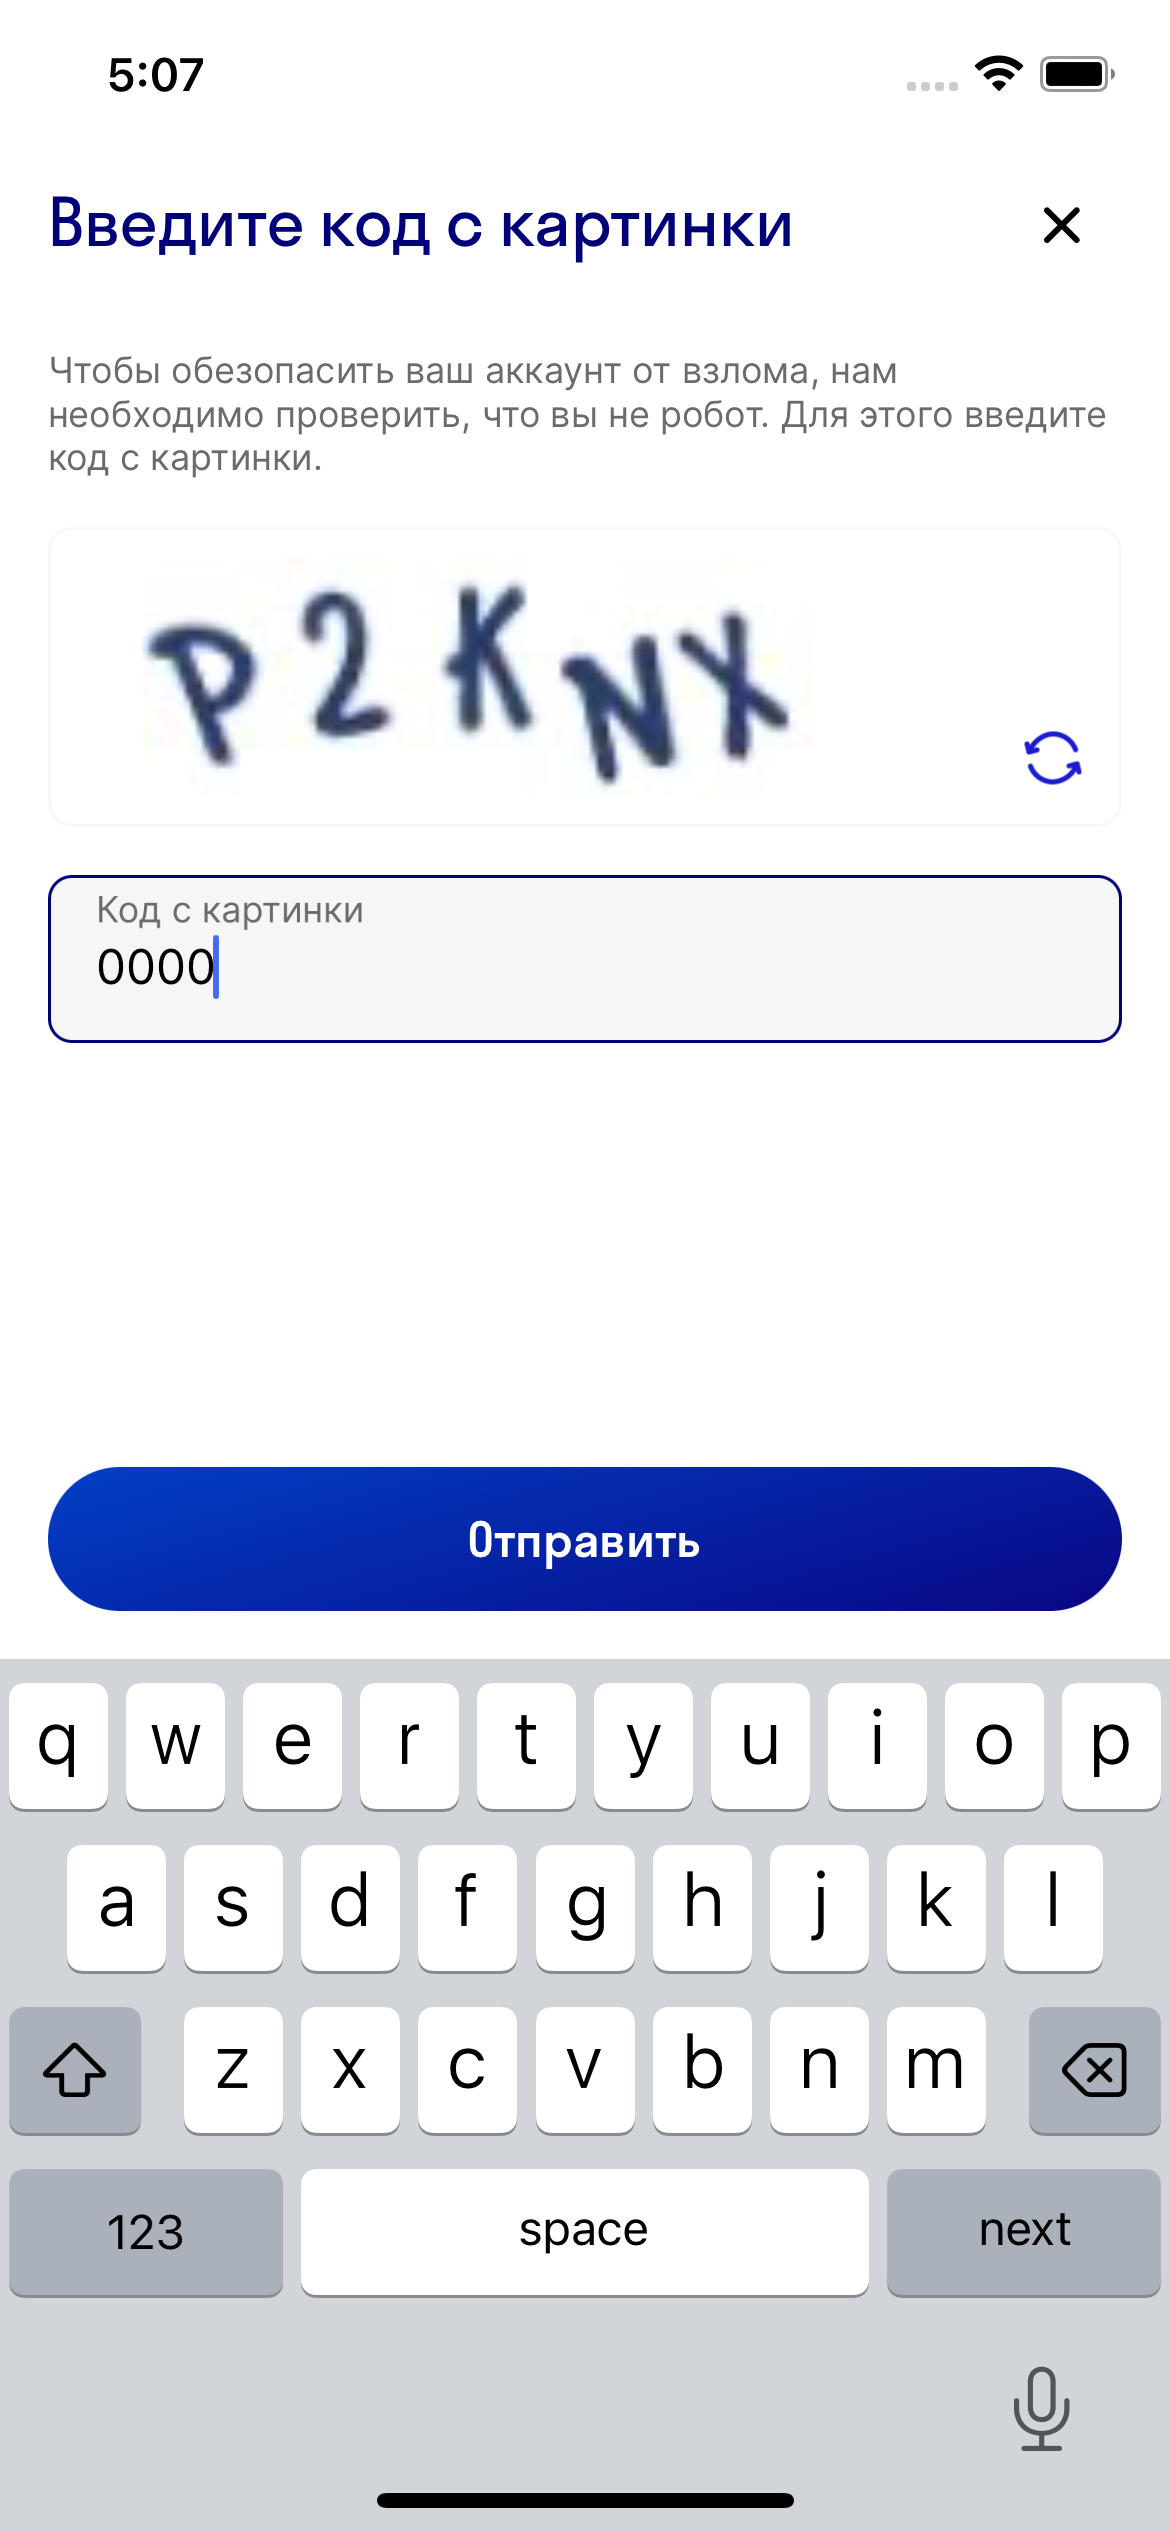 5:07
Введите код с картинки
Чтобы обезопасить ваш аккаунт от взлома, нам
необходимо проверить, что вы не робот. Для этого введите
код с картинки.
P2KNX
Код с картинки
0000
Отправить
q w e r t y u i o p
a s d f g h j k l
z x c v b n m
123 space next